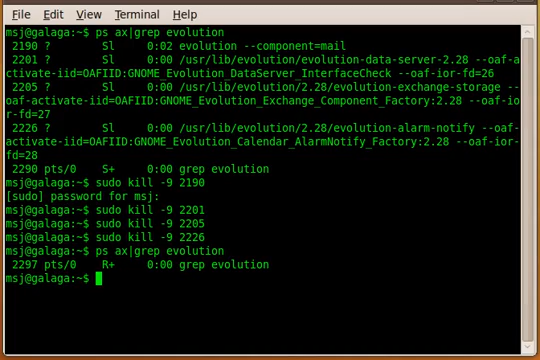 File Edit View Terminal Help
msj@galaga:~$ ps ax|grep evolution
 2190 ?        Sl     0:02 evolution --component=mail
 2201 ?        Sl     0:00 /usr/lib/evolution/evolution-data-server-2.28 --oaf-a
ctivate-iid=OAFIID:GNOME_Evolution_DataServer_InterfaceCheck --oaf-ior-fd=26
 2205 ?        Sl     0:00 /usr/lib/evolution/2.28/evolution-exchange-storage --
oaf-activate-iid=OAFIID:GNOME_Evolution_Exchange_Component_Factory:2.28 --oaf-io
r-fd=27
 2226 ?        Sl     0:00 /usr/lib/evolution/2.28/evolution-alarm-notify --oaf-
activate-iid=OAFIID:GNOME_Evolution_Calendar_AlarmNotify_Factory:2.28 --oaf-ior-
fd=28
 2290 pts/0    S+     0:00 grep evolution
msj@galaga:~$ sudo kill -9 2190
[sudo] password for msj:
msj@galaga:~$ sudo kill -9 2201
msj@galaga:~$ sudo kill -9 2205
msj@galaga:~$ sudo kill -9 2226
msj@galaga:~$ ps ax|grep evolution
 2297 pts/0    R+     0:00 grep evolution
msj@galaga:~$